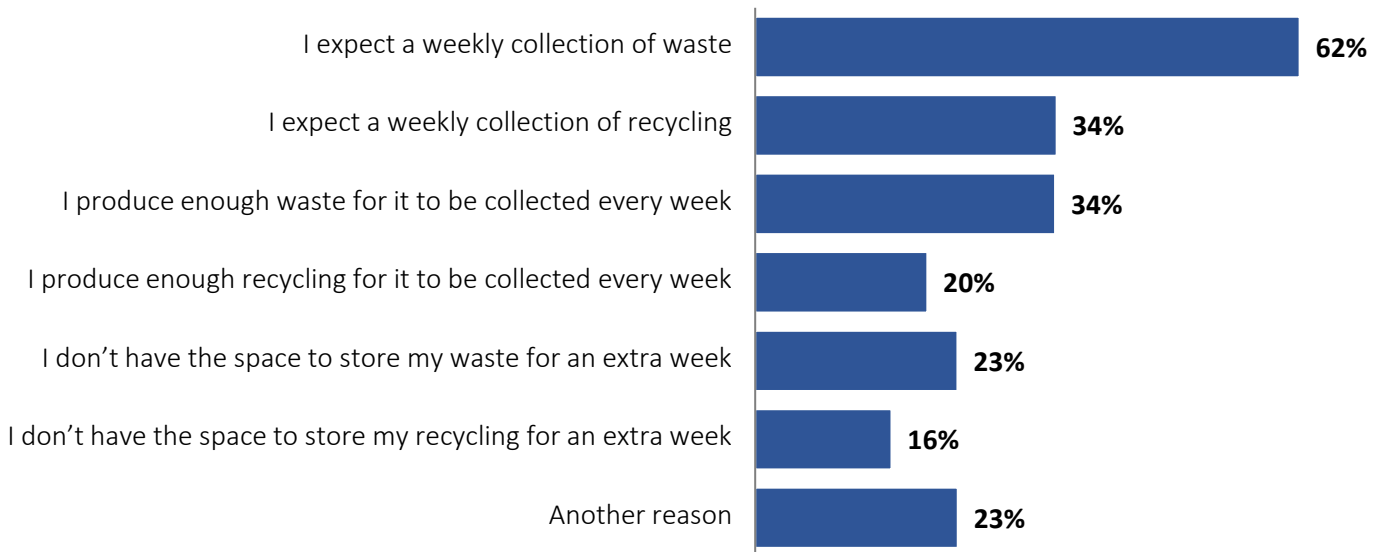 I expect a weekly collection of waste
62%
I expect a weekly collection of recycling
34%
I produce enough waste for it to be collected every week
34%
I produce enough recycling for it to be collected every week
20%
I don’t have the space to store my waste for an extra week
23%
I don’t have the space to store my recycling for an extra week
16%
Another reason
23%